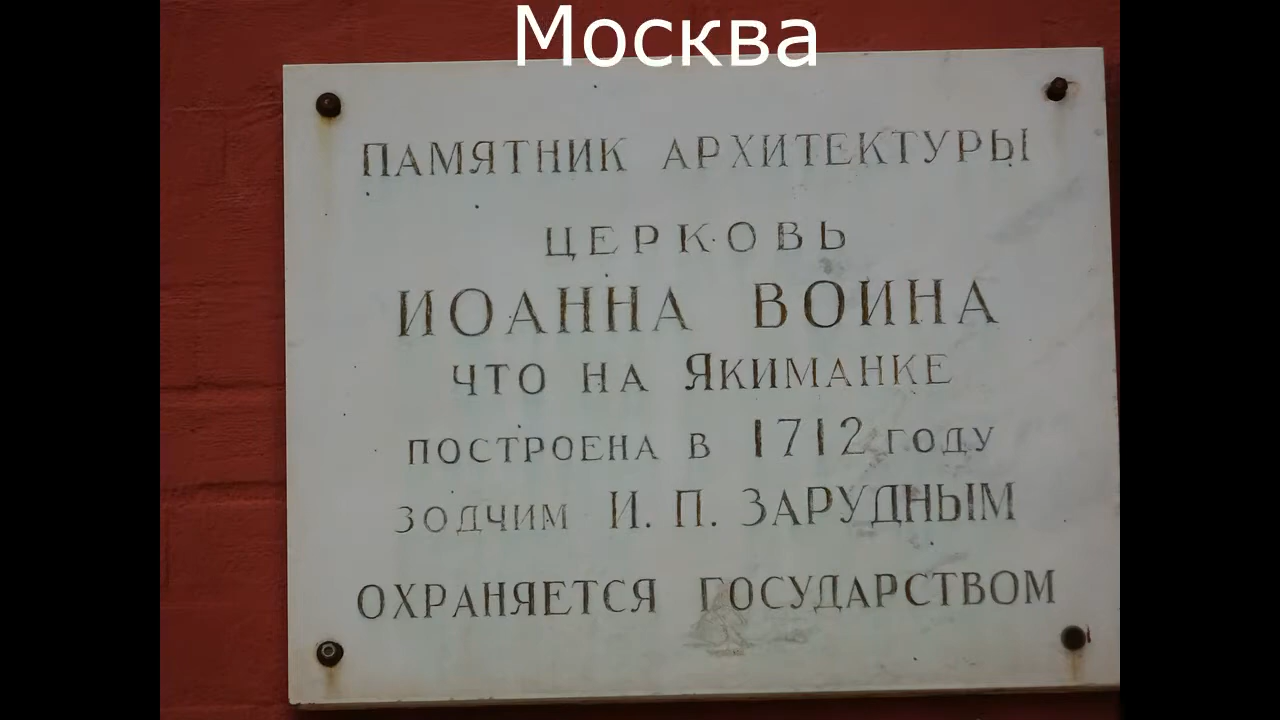 Москва
ПАМЯТНИК АРХИТЕКТУРЫ
ЦЕРКОВЬ
ИОАННА ВОИНА
ЧТО НА ЯКИМАНКЕ
ПОСТРОЕНА В 1712 ГОДУ
ЗОДЧИМ И. П. ЗАРУДНЫМ
ОХРАНЯЕТСЯ ГОСУДАРСТВОМ